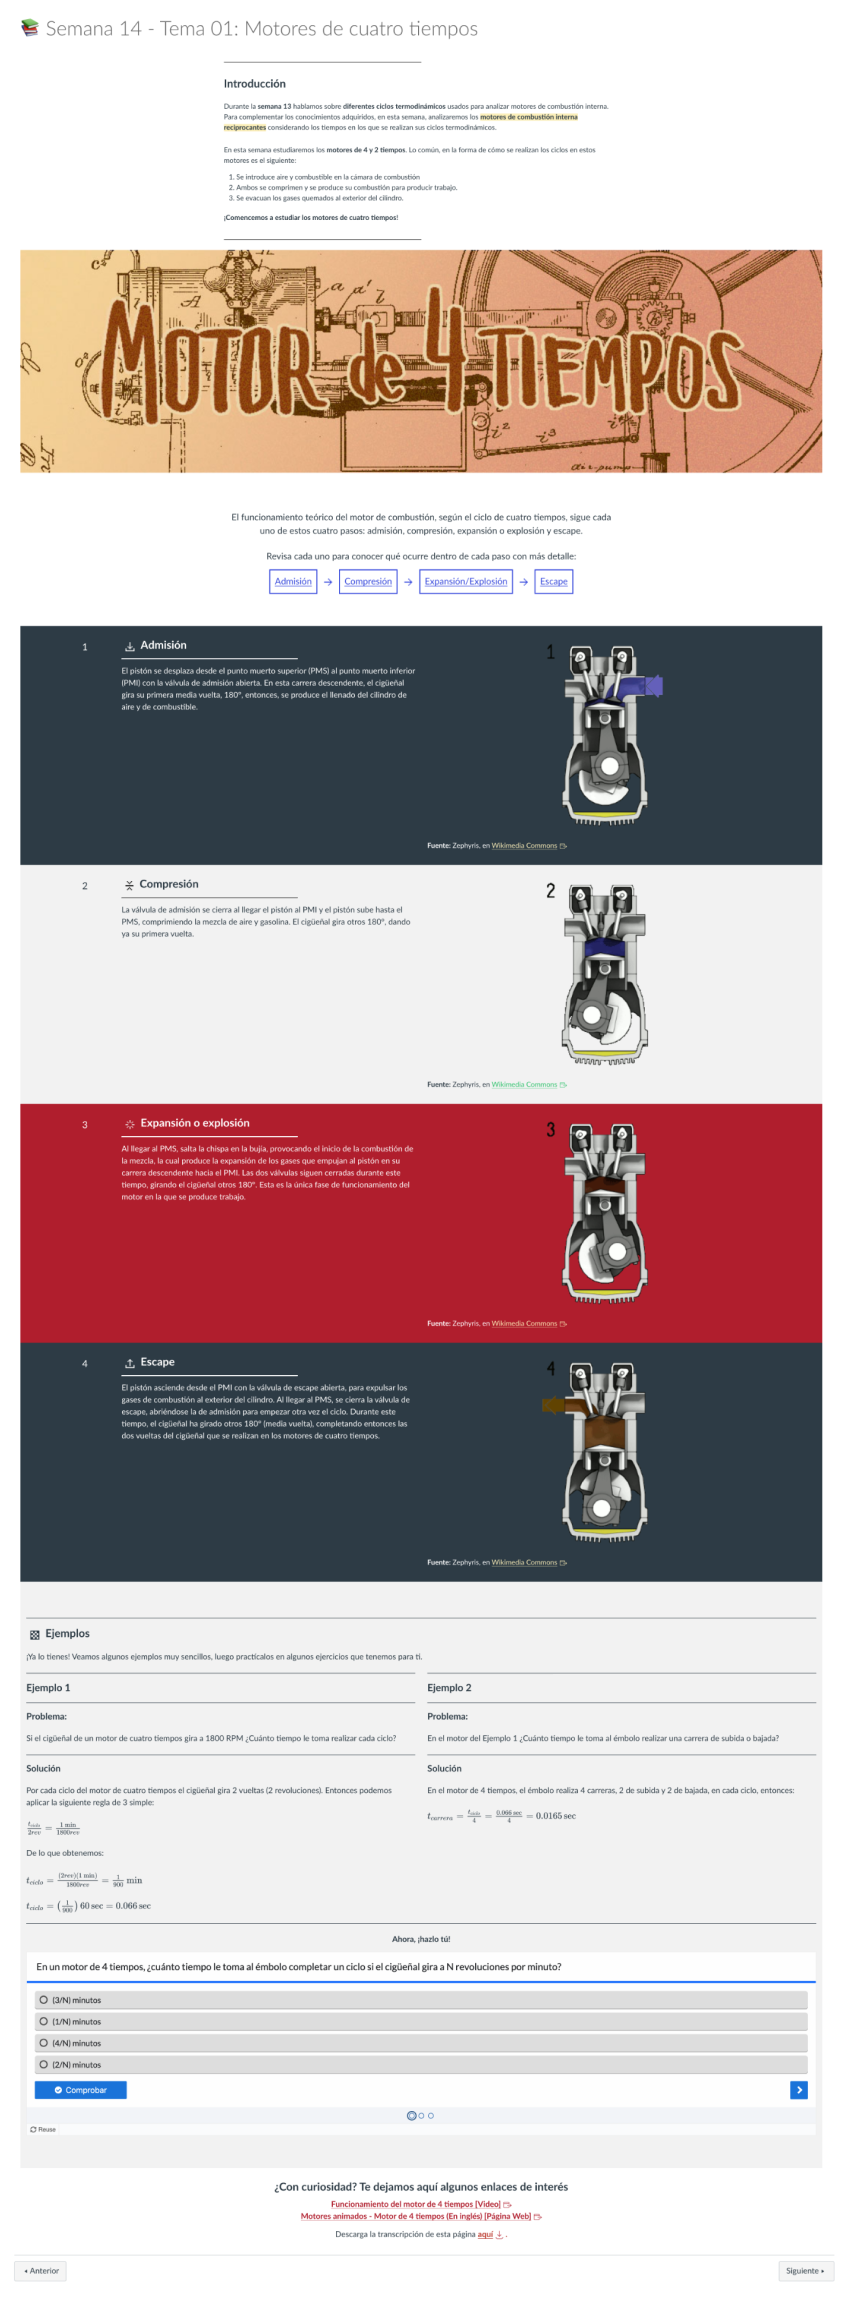 Semana 14 - Tema 01: Motores de cuatro tiempos
Introducción
Durante la semana 13 hablamos sobre diferentes ciclos termodinámicos usados para analizar motores de combustión interna.
Para complementar los conocimientos adquiridos, en esta semana, analizaremos los motores de combustión interna
reciprocantes considerando los tiempos en los que se realizan sus ciclos termodinámicos.
En esta semana estudiaremos los motores de 4 y 2 tiempos. Lo común, en la forma de cómo se realizan los ciclos en estos
motores es el siguiente:
1. Se introduce aire y combustible en la cámara de combustión
2. Ambos se comprimen y se produce su combustión para producir trabajo.
3. Se evacuan los gases quemados al exterior del cilindro.
¡Comencemos a estudiar los motores de cuatro tiempos!
MOTOR de 4 TIEMPOS
El funcionamiento teórico del motor de combustión, según el ciclo de cuatro tiempos, sigue cada
uno de estos cuatro pasos: admisión, compresión, expansión o explosión y escape.
Revisa cada uno para conocer qué ocurre dentro de cada paso con más detalle:
Admisión → Compresión → Expansión/Explosión → Escape
1 Admisión
El pistón se desplaza desde el punto muerto superior (PMS) al punto muerto inferior
(PMI) con la válvula de admisión abierta. En esta carrera descendente, el cigüeñal
gira su primera media vuelta, 180°, entonces, se produce el llenado del cilindro de
aire y de combustible.
1
Fuente: Zephyris, en Wikimedia Commons
2 Compresión
La válvula de admisión se cierra al llegar el pistón al PMI y el pistón sube hasta el
PMS, comprimiendo la mezcla de aire y gasolina. El cigüeñal gira otros 180°, dando
ya su primera vuelta.
2
Fuente: Zephyris, en Wikimedia Commons
3 Expansión o explosión
Al llegar al PMS, salta la chispa en la bujía, provocando el inicio de la combustión de
la mezcla, la cual produce la expansión de los gases que empujan al pistón en su
carrera descendente hacia el PMI. Las dos válvulas siguen cerradas durante este
tiempo, girando el cigüeñal otros 180°. Esta es la única fase de funcionamiento del
motor en la que se produce trabajo.
3
Fuente: Zephyris, en Wikimedia Commons
4 Escape
El pistón asciende desde el PMI con la válvula de escape abierta, para expulsar los
gases de combustión al exterior del cilindro. Al llegar al PMS, se cierra la válvula de
escape, abriéndose la de admisión para empezar otra vez el ciclo. Durante este
tiempo, el cigüeñal ha girado otros 180° (media vuelta), completando entonces las
dos vueltas del cigüeñal que se realizan en los motores de cuatro tiempos.
4
Fuente: Zephyris, en Wikimedia Commons
Ejemplos
¡Ya lo tienes! Veamos algunos ejemplos muy sencillos, luego practícalos en algunos ejercicios que tenemos para ti.
Ejemplo 1
Problema:
Si el cigüeñal de un motor de cuatro tiempos gira a 1800 RPM ¿Cuánto tiempo le toma realizar cada ciclo?
Solución
Por cada ciclo del motor de cuatro tiempos el cigüeñal gira 2 vueltas (2 revoluciones). Entonces podemos
aplicar la siguiente regla de 3 simple:
t_ciclo / 2rev = 1 min / 1800rev
De lo que obtenemos:
t_ciclo = (2rev)(1 min) / 1800rev = 1/900 min
t_ciclo = (1/900) 60 sec = 0.066 sec
Ejemplo 2
Problema:
En el motor del Ejemplo 1 ¿Cuánto tiempo le toma al émbolo realizar una carrera de subida o bajada?
Solución
En el motor de 4 tiempos, el émbolo realiza 4 carreras, 2 de subida y 2 de bajada, en cada ciclo, entonces:
t_carrera = t_ciclo / 4 = 0.066 sec / 4 = 0.0165 sec
Ahora, ¡hazlo tú!
En un motor de 4 tiempos, ¿cuánto tiempo le toma al émbolo completar un ciclo si el cigüeñal gira a N revoluciones por minuto?
(3/N) minutos
(1/N) minutos
(4/N) minutos
(2/N) minutos
Comprobar
Reuse
¿Con curiosidad? Te dejamos aquí algunos enlaces de interés
Funcionamiento del motor de 4 tiempos [Video]
Motores animados - Motor de 4 tiempos (En inglés) [Página Web]
Descarga la transcripción de esta página aquí .
Anterior
Siguiente